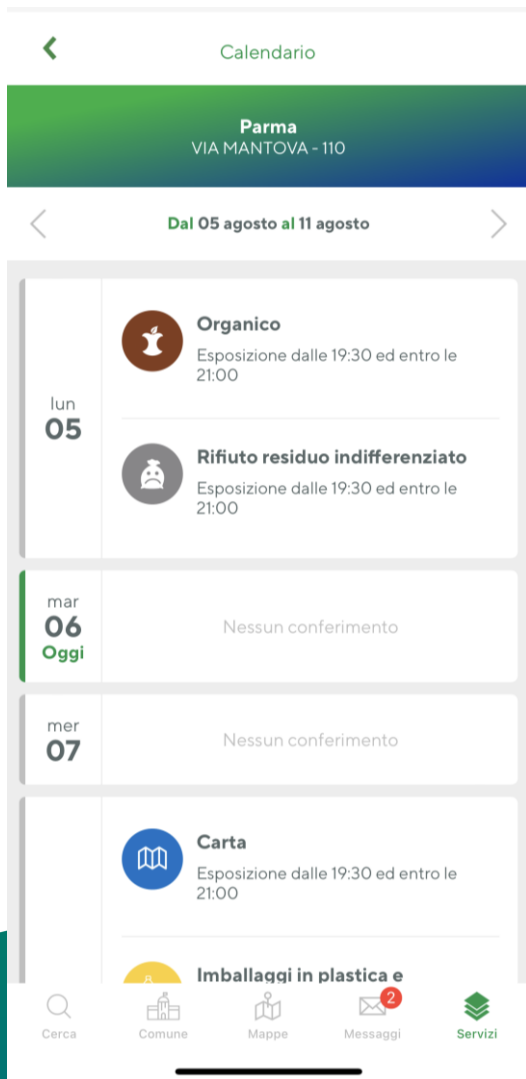 Calendario
Parma
VIA MANTOVA - 110
Dal 05 agosto al 11 agosto
lun
05
Organico
Esposizione dalle 19:30 ed entro le
21:00
Rifiuto residuo indifferenziato
Esposizione dalle 19:30 ed entro le
21:00
mar
06
Oggi
Nessun conferimento
mer
07
Nessun conferimento
Carta
Esposizione dalle 19:30 ed entro le
21:00
Imballaggi in plastica e
2
Cerca
Comune
Mappe
Messaggi
Servizi